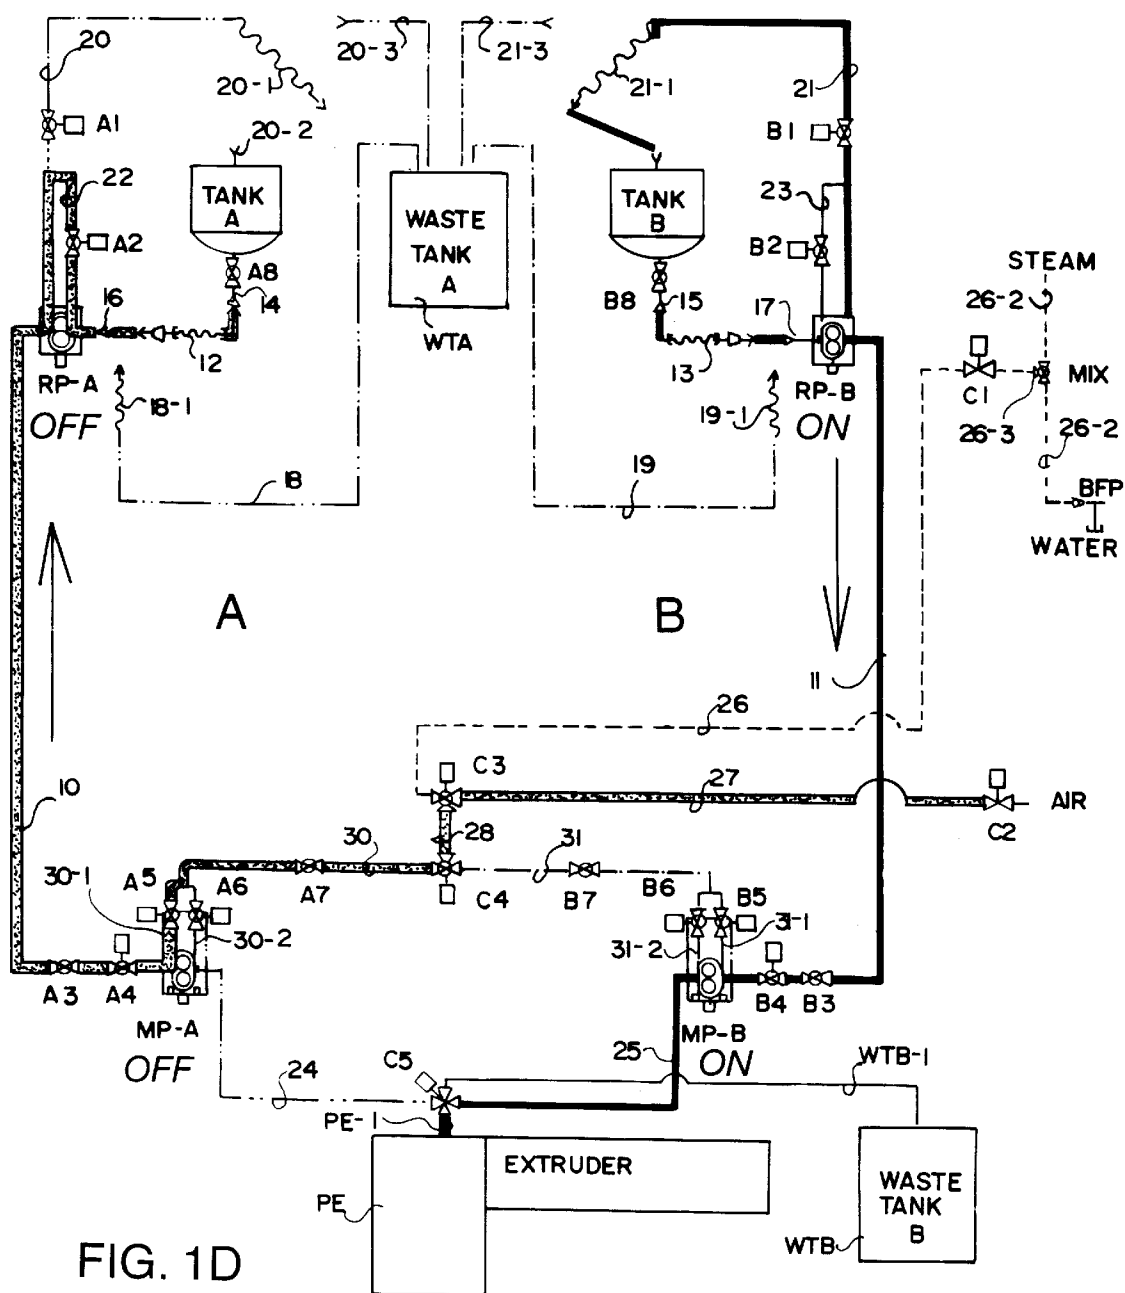 20
20-1
20-3
21-3
21-1
21
A1
20-2
B1
22
TANK
A
WASTE
TANK
A
TANK
B
23
A2
B2
A8
14
B8
15
17
STEAM
26-2
16
12
WTA
13
RP-A
OFF
18-1
RP-B
ON
19-1
C1
MIX
26-3
26-2
18
19
BFP
WATER
A
B
11
26
10
C3
27
AIR
C2
28
30
31
30-1
A5
A6
A7
C4
B7
B6
B5
30-2
31-2
31-1
A3
A4
B4
B3
MP-A
OFF
MP-B
ON
24
C5
25
WTB-1
PE-1
EXTRUDER
PE
WASTE
TANK
B
WTB
FIG. 1D